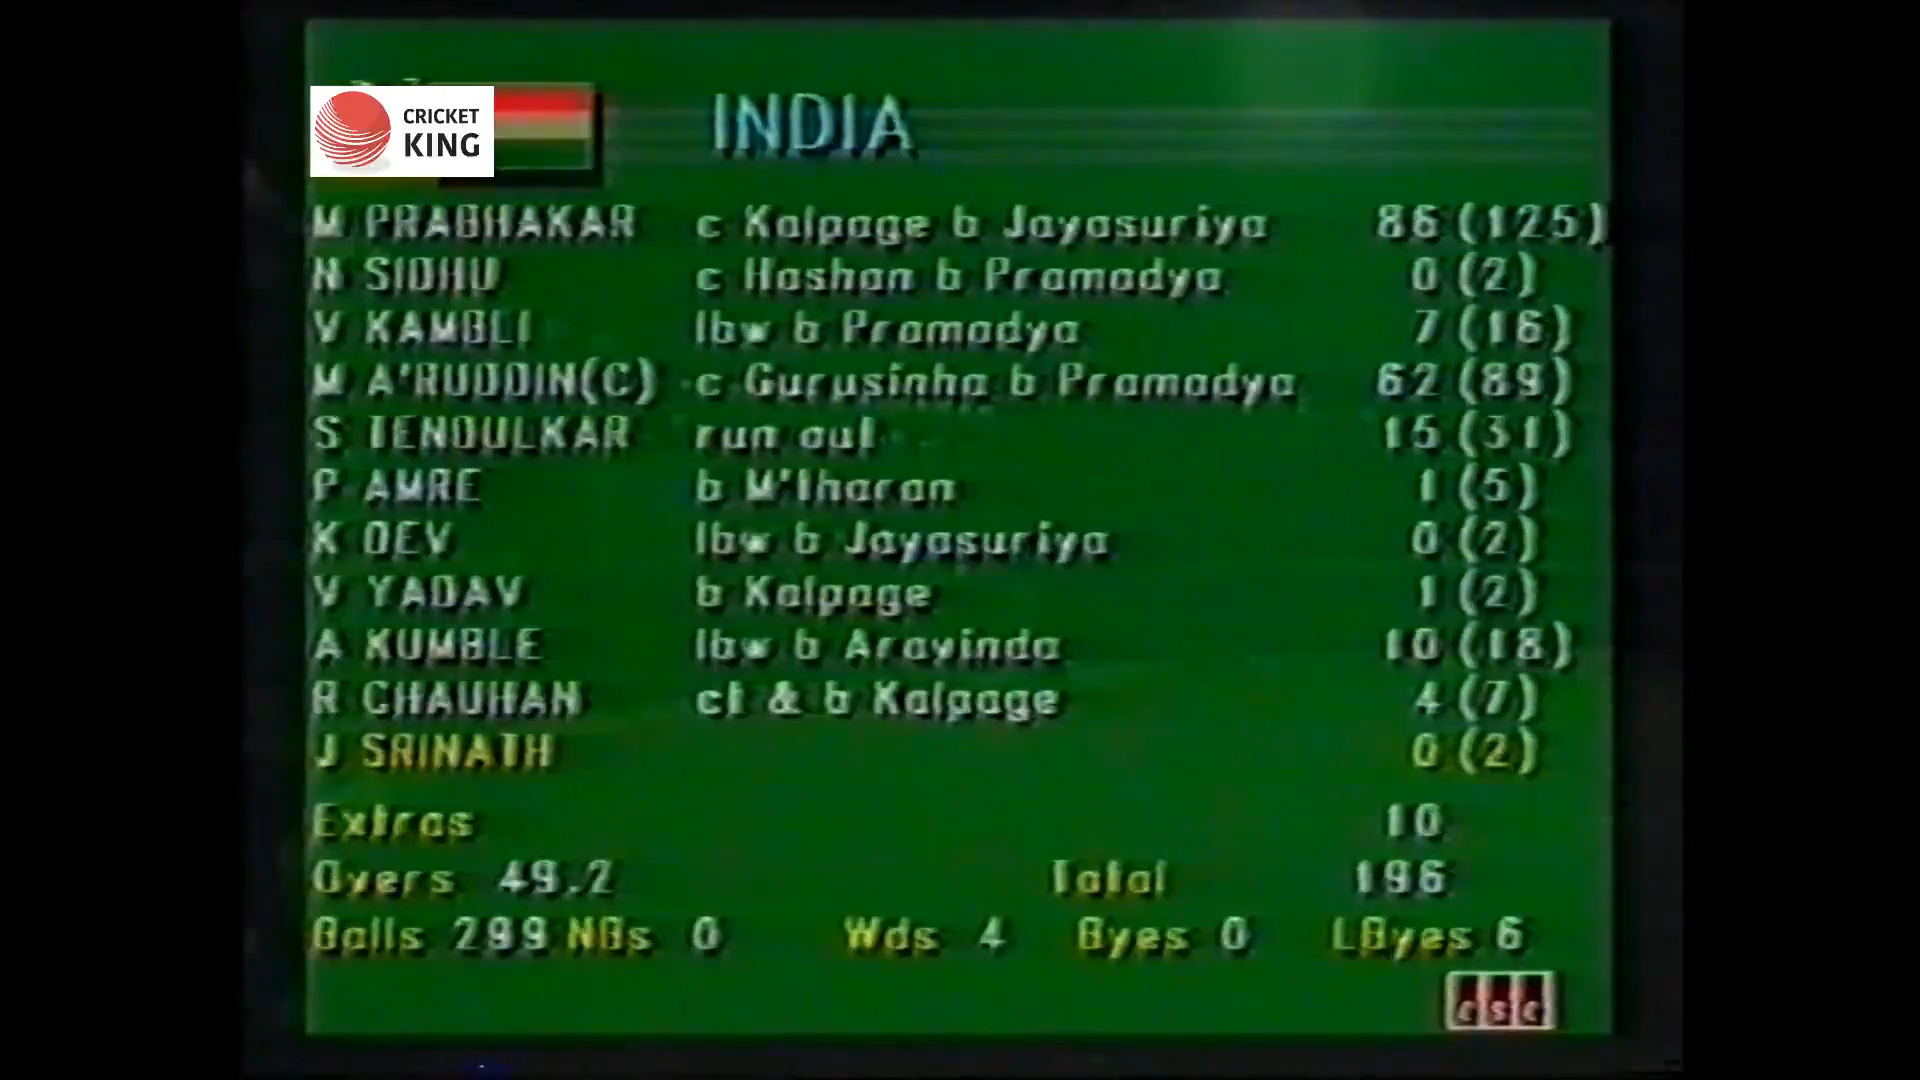 CRICKET
KING
INDIA
M PRABHAKAR c Kalpage b Jayasuriya 86 (125)
N SIDHU c Hashan b Pramadya 0 (2)
V KAMBLI lbw b Pramadya 7 (16)
M A'RUDDIN(C) c Gurusinha b Pramadya 62 (89)
S TENDULKAR run out 15 (31)
P AMRE b M'tharan 1 (5)
K DEV lbw b Jayasuriya 0 (2)
V YADAV b Kalpage 1 (2)
A KUMBLE lbw b Aravinda 10 (18)
R CHAUHAN ct & b Kalpage 4 (7)
J SRINATH 0 (2)
Extras 10
Overs 49.2 Total 196
Balls 299 NBs 0 Wds 4 Byes 0 LByes 6
csc